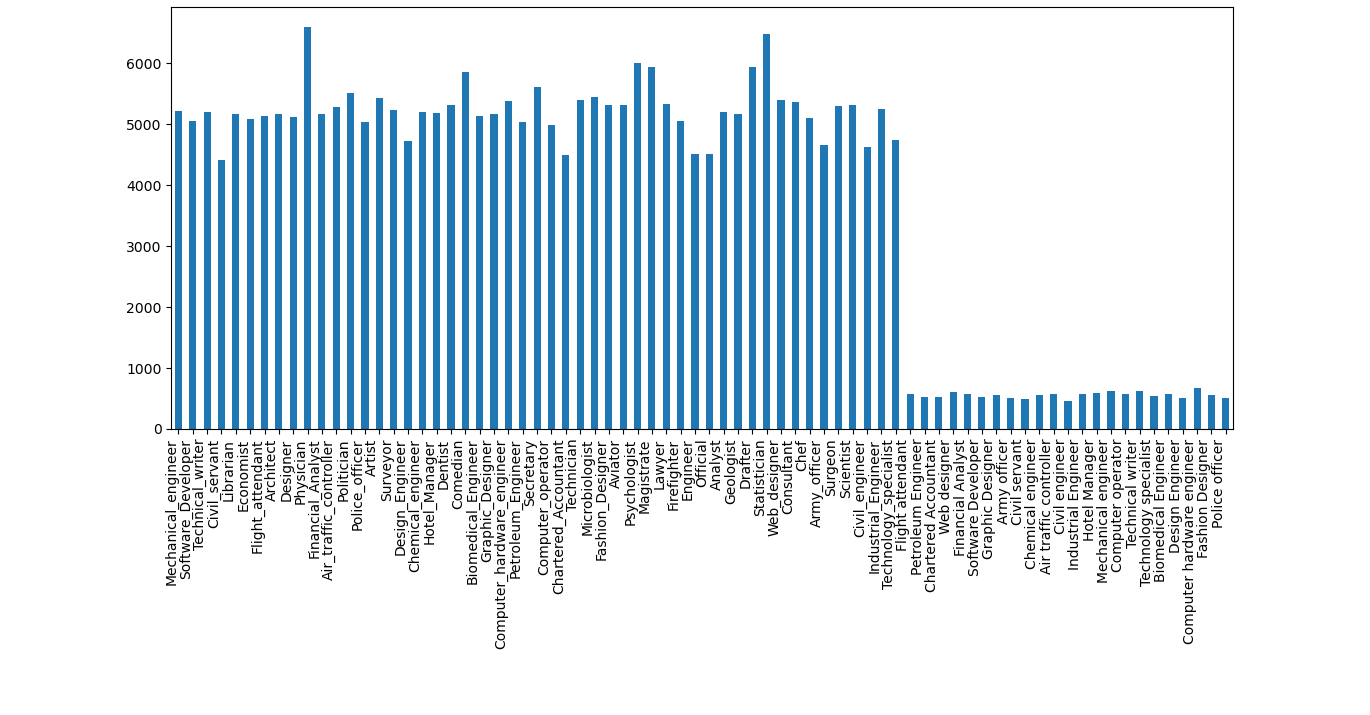 6000
5000
4000
3000
2000
1000
0
Mechanical_engineer
Software_Developer
Technical_writer
Civil_servant
Librarian
Economist
Flight_attendant
Architect
Designer
Physician
Financial_Analyst
Air_traffic_controller
Politician
Police_officer
Artist
Surveyor
Design_Engineer
Chemical_engineer
Hotel_Manager
Dentist
Comedian
Biomedical_Engineer
Graphic_Designer
Computer_hardware_engineer
Petroleum_Engineer
Secretary
Computer_operator
Chartered_Accountant
Technician
Microbiologist
Fashion_Designer
Aviator
Psychologist
Magistrate
Lawyer
Firefighter
Engineer
Official
Analyst
Geologist
Drafter
Statistician
Web_designer
Consultant
Chef
Army_officer
Surgeon
Scientist
Civil_engineer
Industrial_Engineer
Technology_specialist
Flight attendant
Petroleum Engineer
Chartered Accountant
Web designer
Financial Analyst
Software Developer
Graphic Designer
Army officer
Civil servant
Chemical engineer
Air traffic controller
Civil engineer
Industrial Engineer
Hotel Manager
Mechanical engineer
Computer operator
Technical writer
Technology specialist
Biomedical Engineer
Design Engineer
Computer hardware engineer
Fashion Designer
Police officer